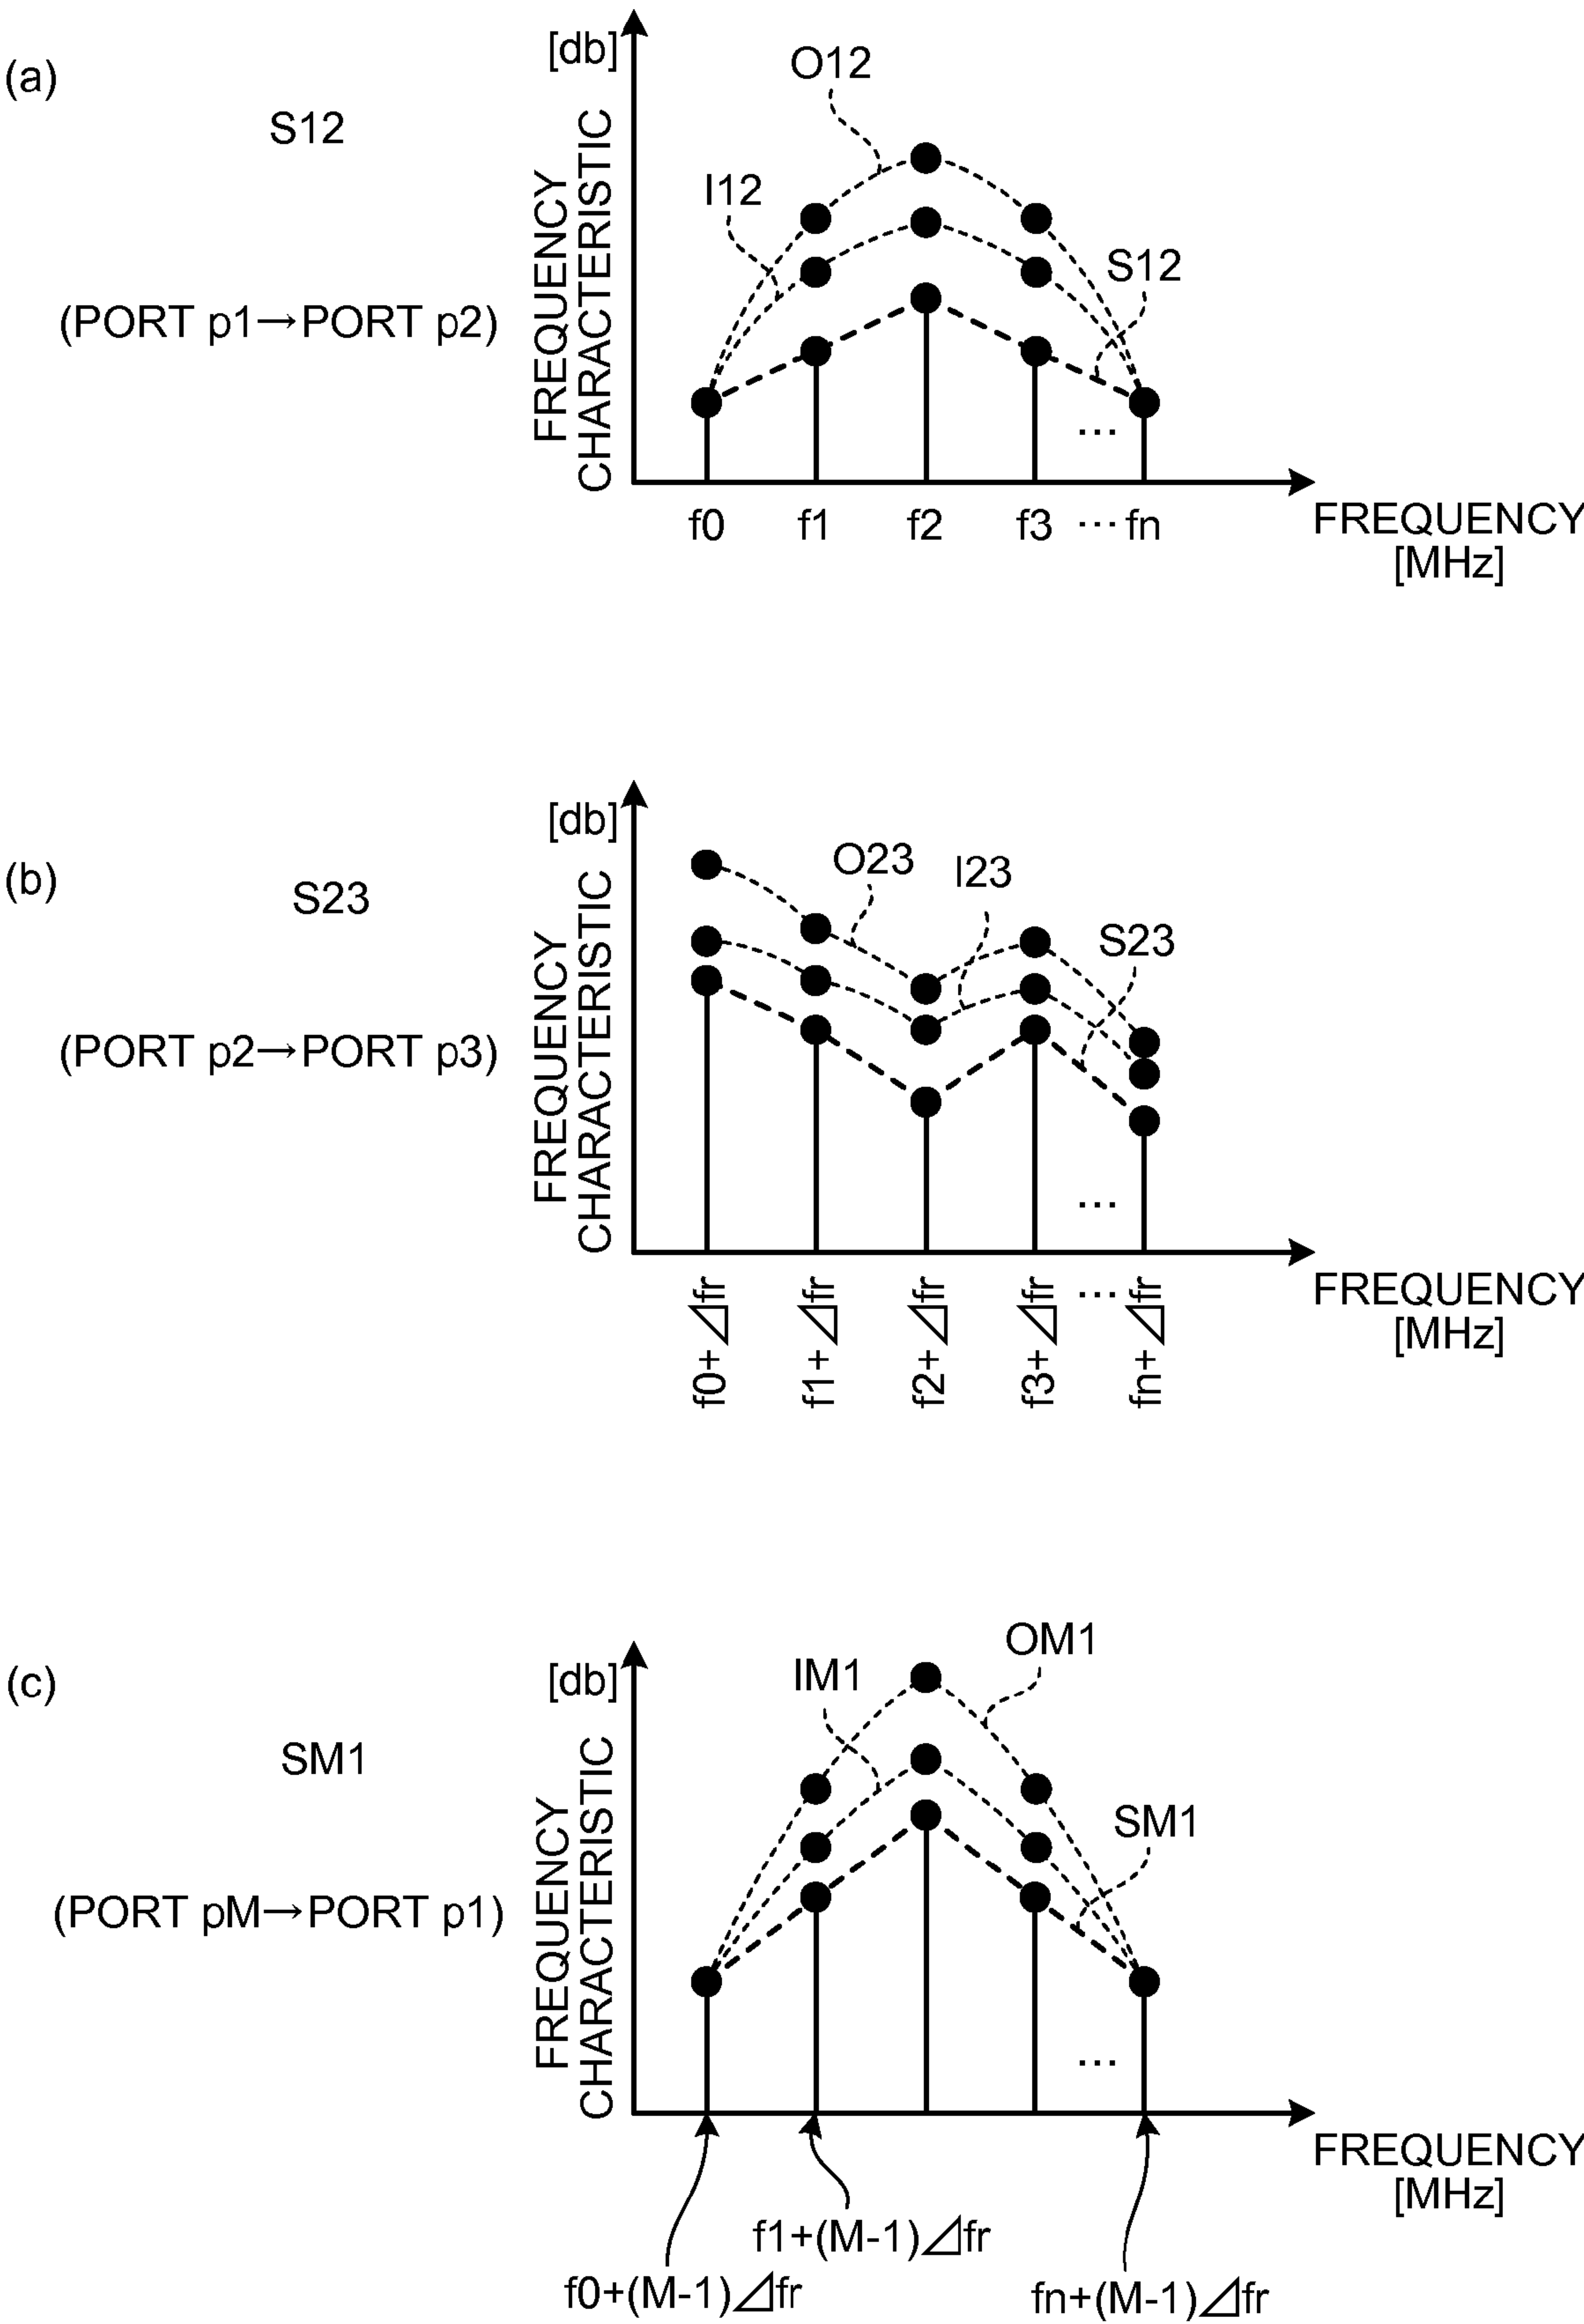 (a)
S12
(PORT p1→PORT p2)
[db]
FREQUENCY
CHARACTERISTIC
O12
I12
S12
...
f0 f1 f2 f3 ... fn
FREQUENCY
[MHz]
(b)
S23
(PORT p2→PORT p3)
[db]
FREQUENCY
CHARACTERISTIC
O23
I23
S23
...
f0+⊿fr
f1+⊿fr
f2+⊿fr
f3+⊿fr
...
fn+⊿fr
FREQUENCY
[MHz]
(c)
SM1
(PORT pM→PORT p1)
[db]
FREQUENCY
CHARACTERISTIC
IM1
OM1
SM1
...
FREQUENCY
[MHz]
f0+(M-1)⊿fr
f1+(M-1)⊿fr
fn+(M-1)⊿fr